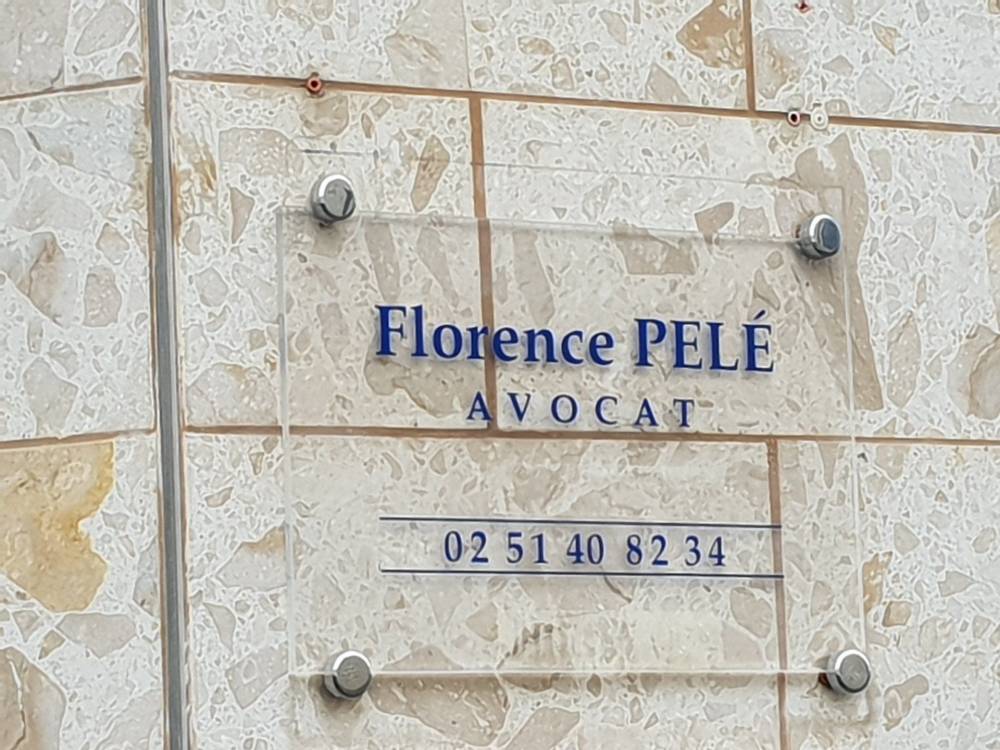 Florence PELÉ
AVOCAT
02 51 40 82 34